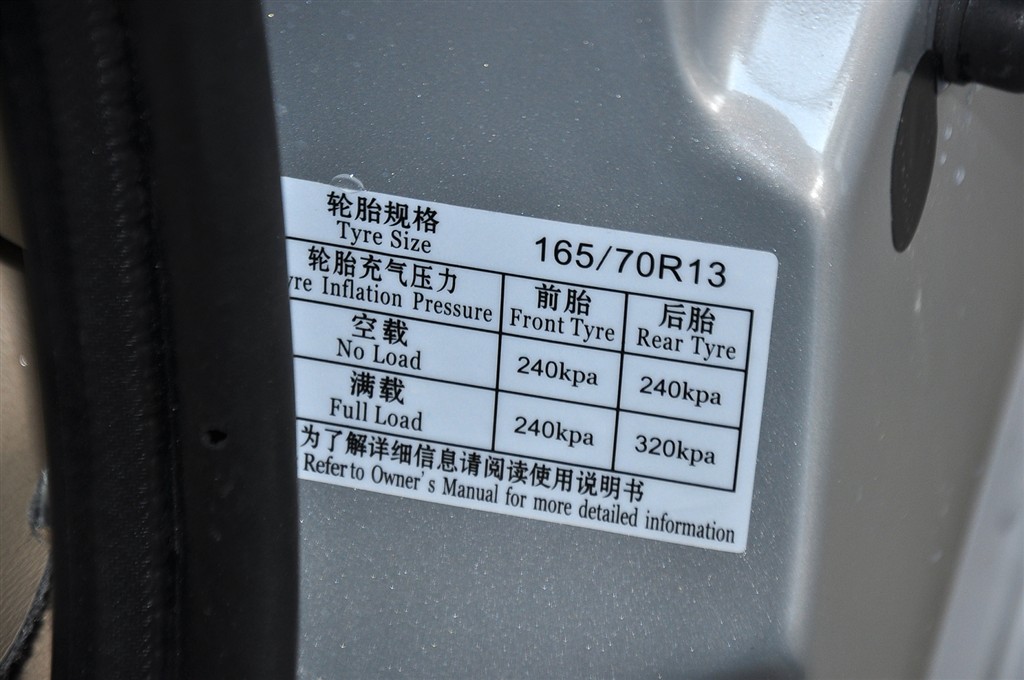 轮胎规格
Tyre Size
165/70R13
轮胎充气压力
yre Inflation Pressure
前胎
Front Tyre
后胎
Rear Tyre
空载
No Load
240kpa
240kpa
满载
Full Load
240kpa
320kpa
为了解详细信息请阅读使用说明书
Refer to Owner's Manual for more detailed information